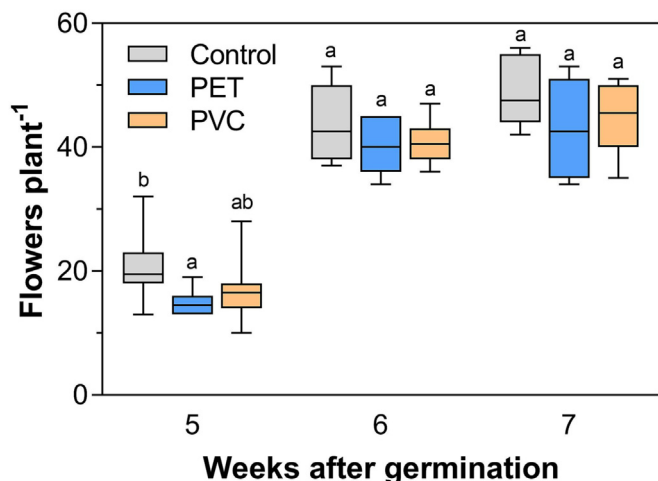 60
40
20
0
Flowers plant⁻¹
Control
PET
PVC
b
a
ab
a
a
a
a
a
a
5
6
7
Weeks after germination